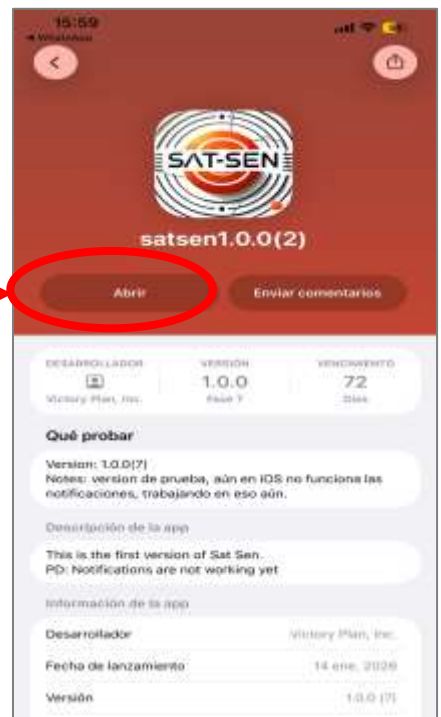 15:59
WhatsApp
SAT-SEN
satsen1.0.0(2)
Abrir
Enviar comentarios
DESARROLLADOR
VERSIÓN
VENCIMIENTO
1.0.0
72
Victory Plan, Inc.
Días
Qué probar
Version: 1.0.0(7)
Notes: version de prueba, aún en iOS no funciona las
notificaciones, trabajando en eso aún.
Descripción de la app
This is the first version of Sat Sen.
PD: Notifications are not working yet
Información de la app
Desarrollador
Victory Plan, Inc.
Fecha de lanzamiento
14 ene. 2026
Versión
1.0.0 (7)